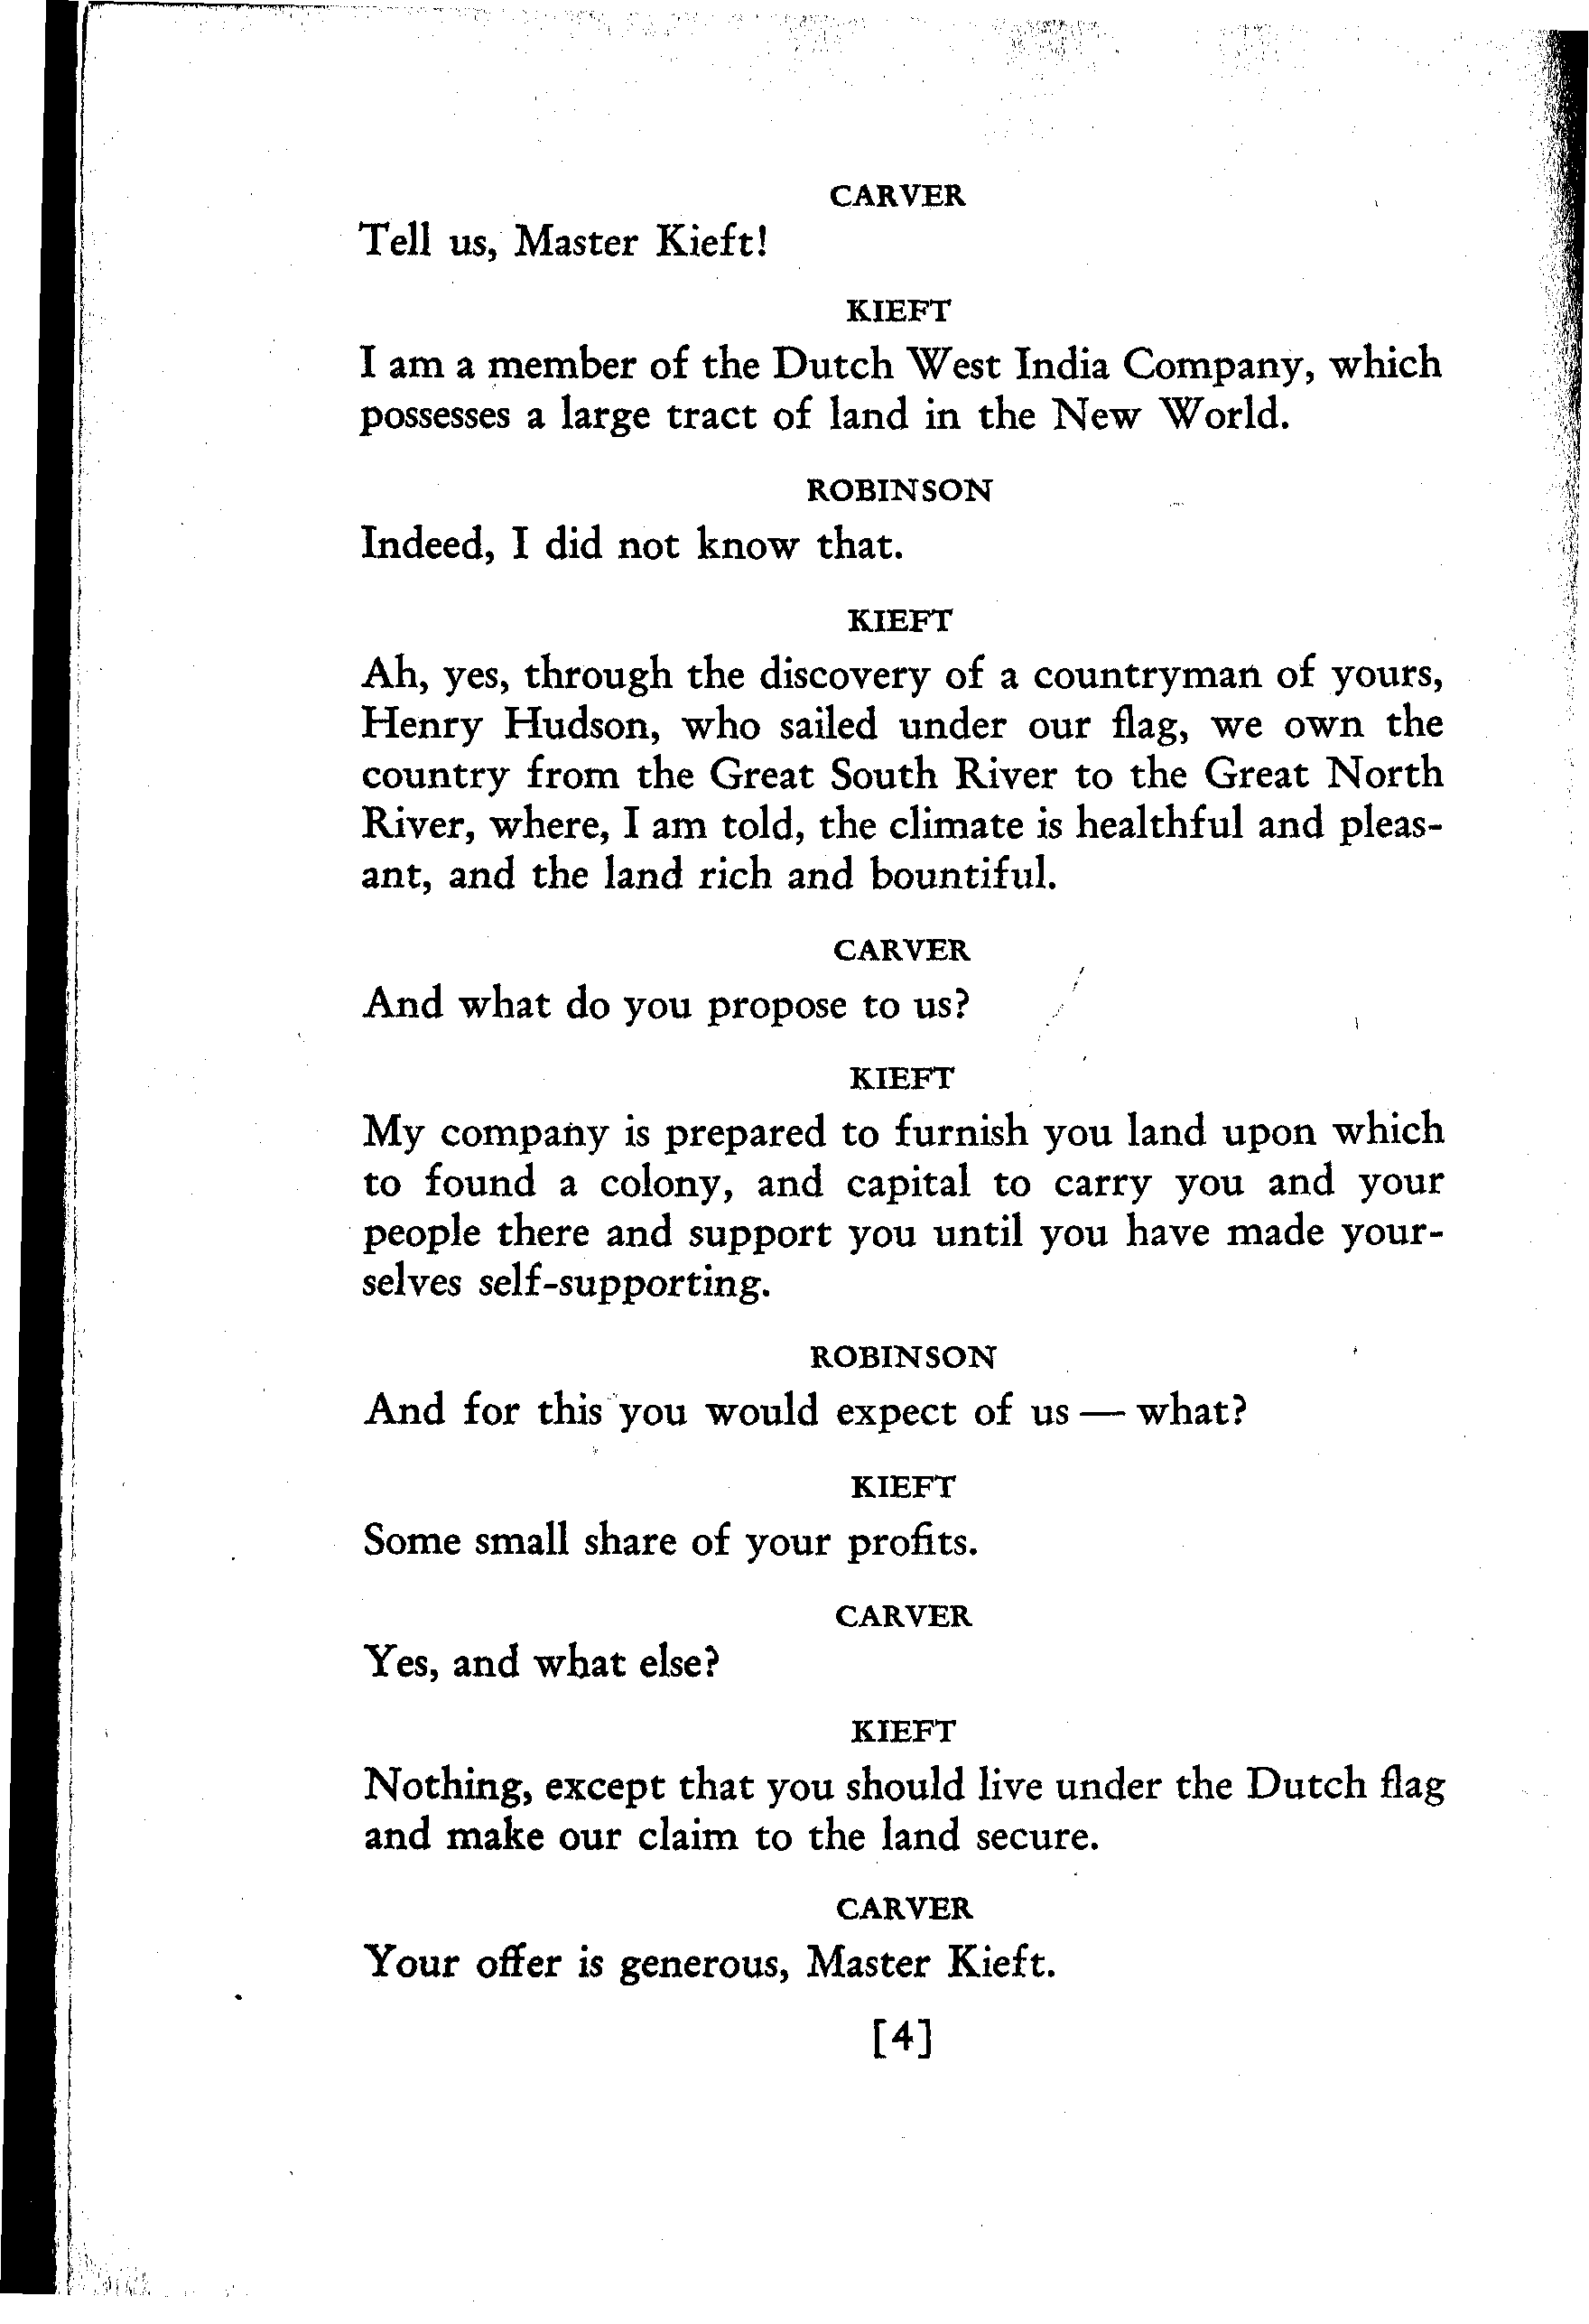 CARVER
Tell us, Master Kieft!
KIEFT
I am a member of the Dutch West India Company, which
possesses a large tract of land in the New World.
ROBINSON
Indeed, I did not know that.
KIEFT
Ah, yes, through the discovery of a countryman of yours,
Henry Hudson, who sailed under our flag, we own the
country from the Great South River to the Great North
River, where, I am told, the climate is healthful and pleas-
ant, and the land rich and bountiful.
CARVER
And what do you propose to us?
KIEFT
My company is prepared to furnish you land upon which
to found a colony, and capital to carry you and your
people there and support you until you have made your-
selves self-supporting.
ROBINSON
And for this you would expect of us — what?
KIEFT
Some small share of your profits.
CARVER
Yes, and what else?
KIEFT
Nothing, except that you should live under the Dutch flag
and make our claim to the land secure.
CARVER
Your offer is generous, Master Kieft.
[4]